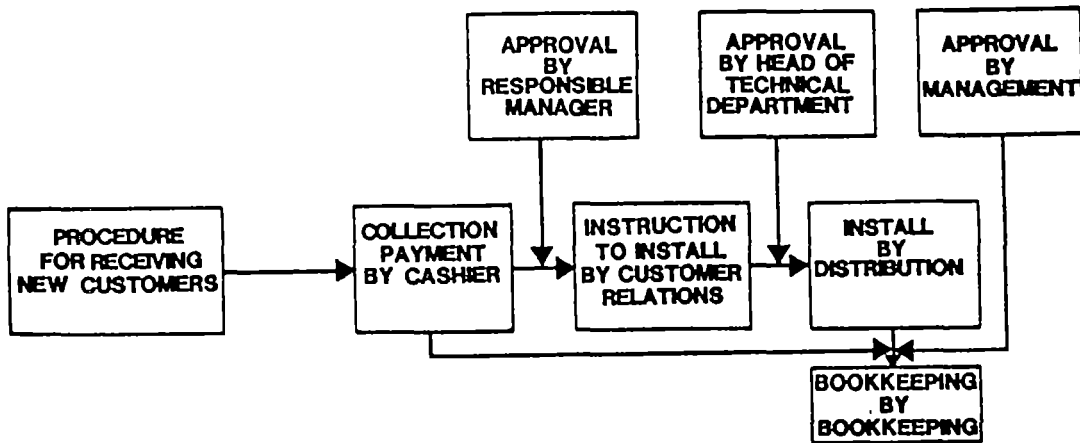 APPROVAL
BY
RESPONSIBLE
MANAGER
APPROVAL
BY HEAD OF
TECHNICAL
DEPARTMENT
APPROVAL
BY
MANAGEMENT
PROCEDURE
FOR RECEIVING
NEW CUSTOMERS
COLLECTION
PAYMENT
BY CASHIER
INSTRUCTION
TO INSTALL
BY CUSTOMER
RELATIONS
INSTALL
BY
DISTRIBUTION
BOOKKEEPING
BY
BOOKKEEPING